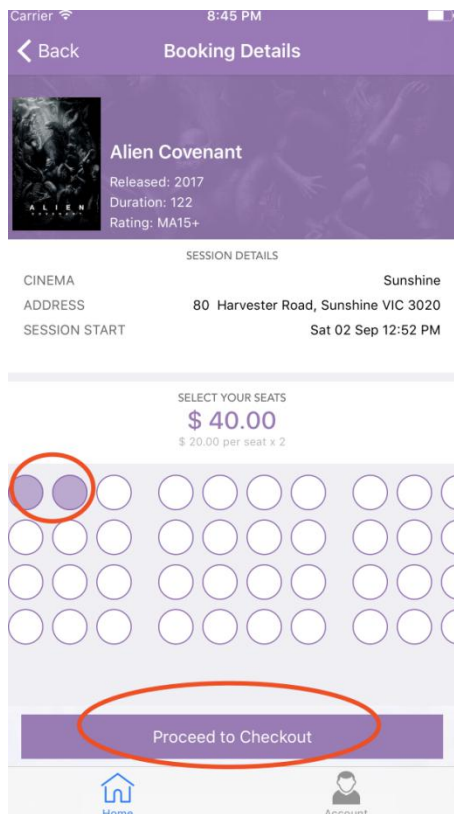 Carrier 8:45 PM
Back Booking Details
Alien Covenant
Released: 2017
Duration: 122
Rating: MA15+
ALIEN
COVENANT
SESSION DETAILS
CINEMA Sunshine
ADDRESS 80 Harvester Road, Sunshine VIC 3020
SESSION START Sat 02 Sep 12:52 PM
SELECT YOUR SEATS
$ 40.00
$ 20.00 per seat x 2
Proceed to Checkout
Home Account